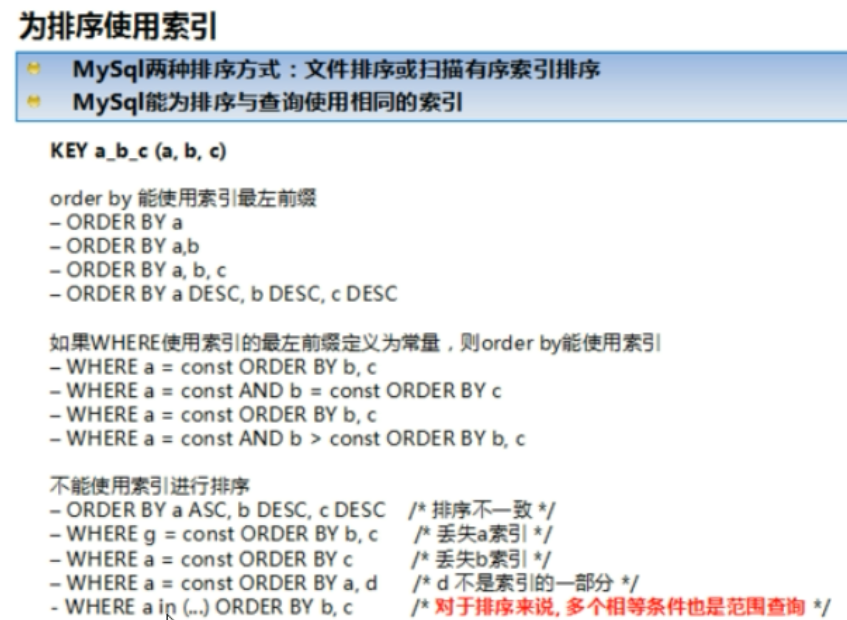 为排序使用索引
MySql两种排序方式：文件排序或扫描有序索引排序
MySql能为排序与查询使用相同的索引
KEY a_b_c (a, b, c)
order by 能使用索引最左前缀
– ORDER BY a
– ORDER BY a,b
– ORDER BY a, b, c
– ORDER BY a DESC, b DESC, c DESC
如果WHERE使用索引的最左前缀定义为常量，则order by能使用索引
– WHERE a = const ORDER BY b, c
– WHERE a = const AND b = const ORDER BY c
– WHERE a = const ORDER BY b, c
– WHERE a = const AND b > const ORDER BY b, c
不能使用索引进行排序
– ORDER BY a ASC, b DESC, c DESC /* 排序不一致 */
– WHERE g = const ORDER BY b, c /* 丢失a索引 */
– WHERE a = const ORDER BY c /* 丢失b索引 */
– WHERE a = const ORDER BY a, d /* d 不是索引的一部分 */
- WHERE a in (...) ORDER BY b, c /* 对于排序来说, 多个相等条件也是范围查询 */